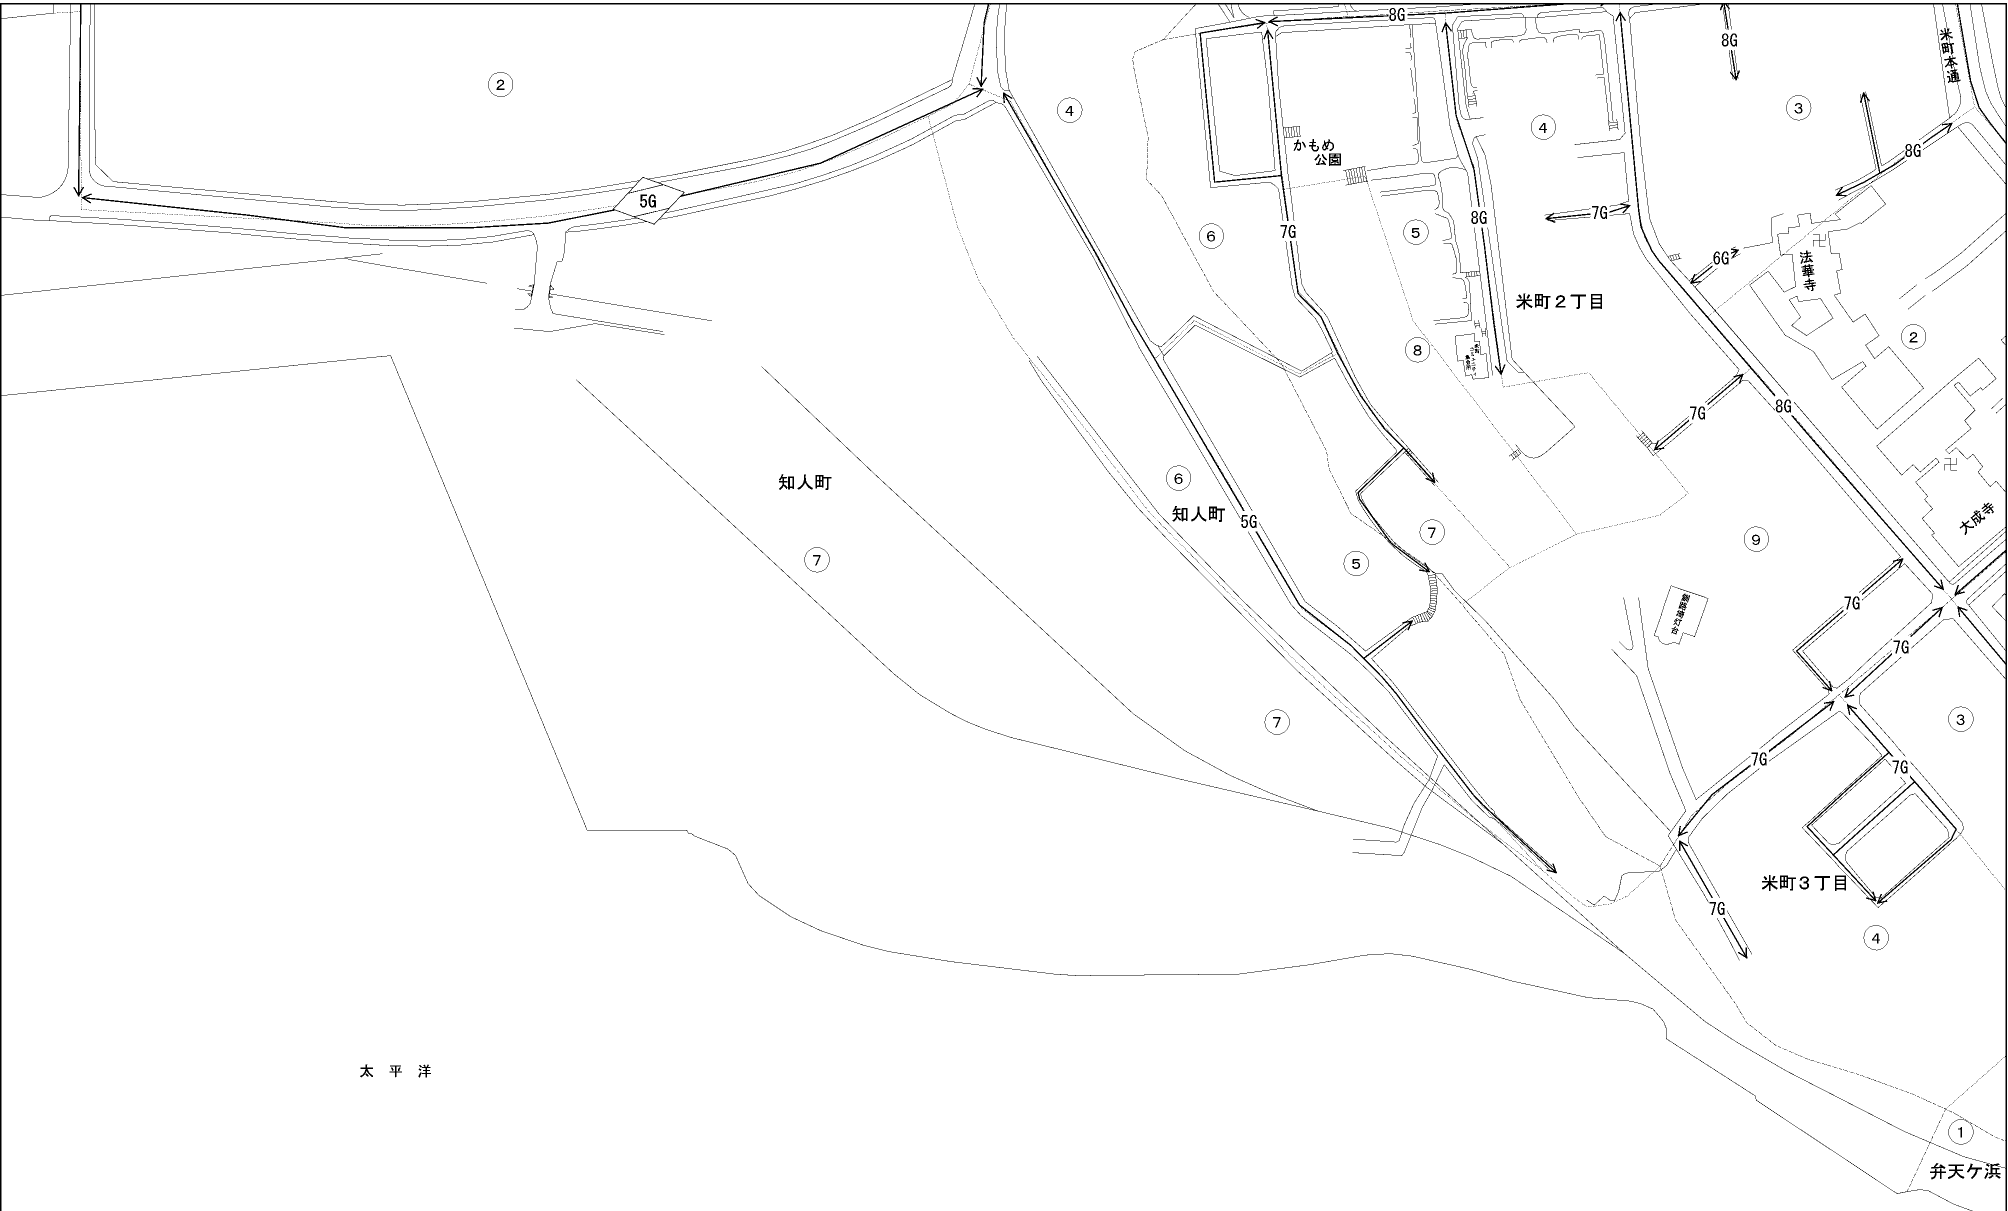 8G
8G
米町本通
②
④
④
③
かもめ
公園
8G
5G
7G
8G
7G
⑥
⑤
6G
卍
法華寺
米町2丁目
②
⑧
7G
8G
知人町
⑥
知人町
5G
卍
大成寺
⑦
⑤
⑦
⑨
7G
7G
⑦
③
7G
7G
米町3丁目
7G
④
太平洋
①
弁天ケ浜